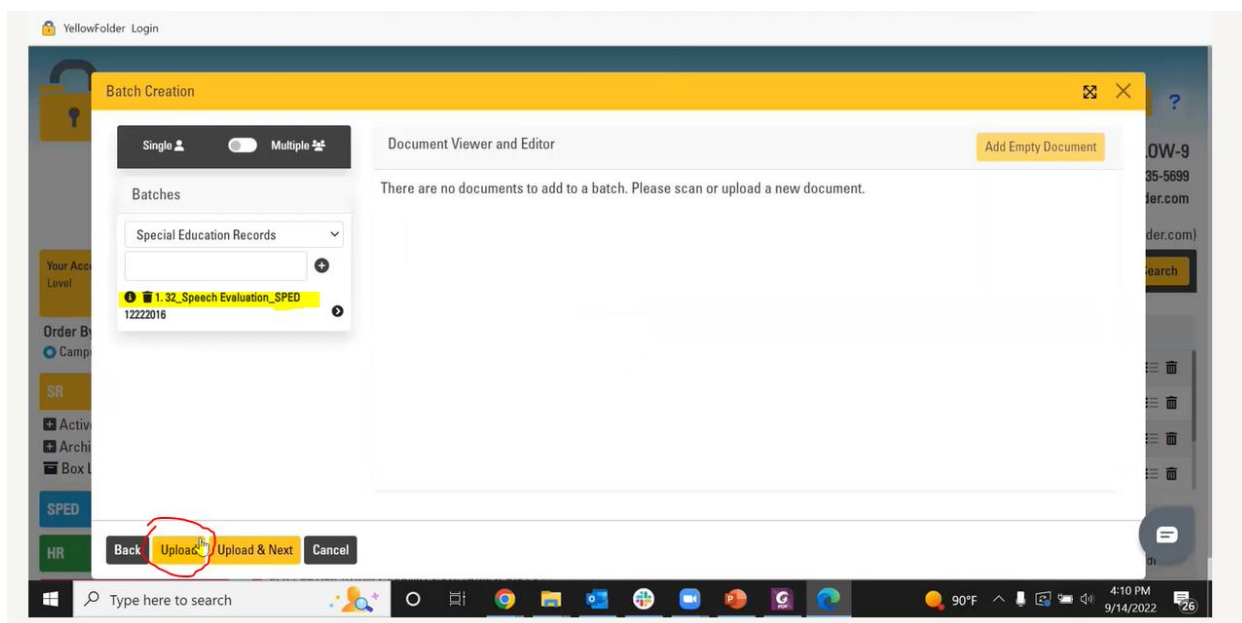 YellowFolder Login
Batch Creation
?
Single Multiple
Document Viewer and Editor
Add Empty Document
LOW-9
35-5699
Batches
There are no documents to add to a batch. Please scan or upload a new document.
der.com
Special Education Records
der.com)
Your Acce
Level
earch
1. 32_Speech Evaluation_SPED
12222016
Order By
Camp
SR
Activ
Archi
Box L
SPED
HR
Back Upload Upload & Next Cancel
Type here to search
90°F
4:10 PM
9/14/2022
26